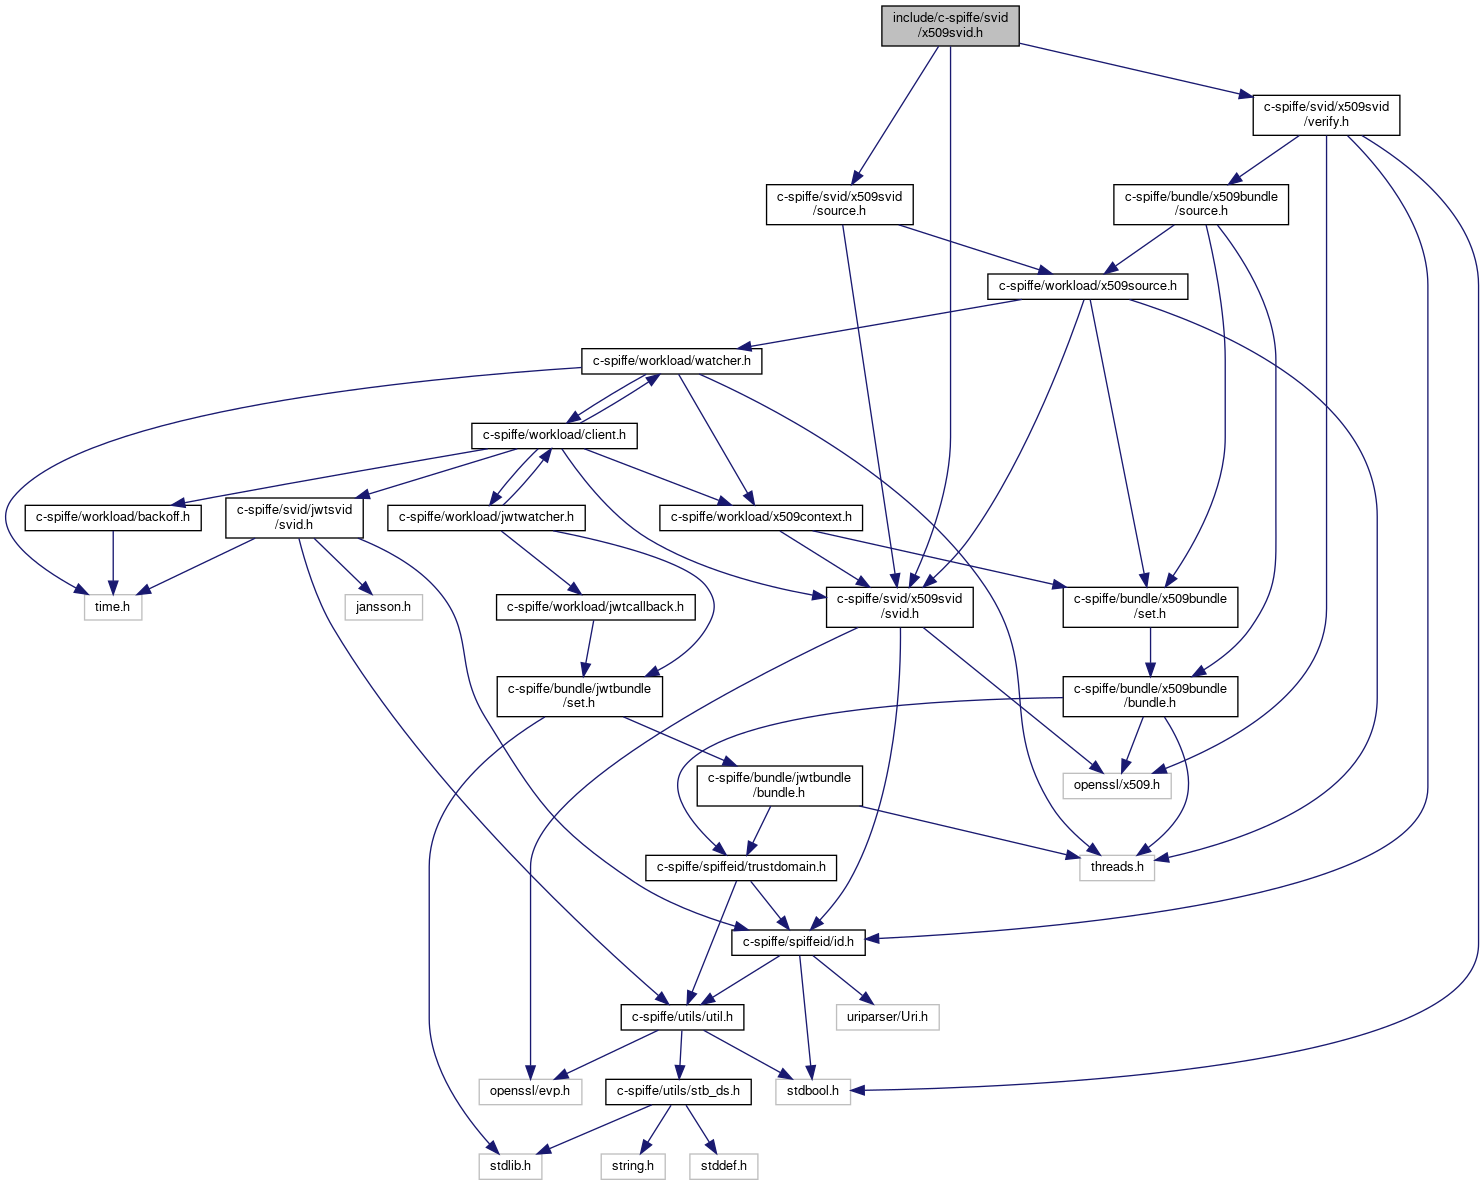 include/c-spiffe/svid
/x509svid.h
c-spiffe/svid/x509svid
/verify.h
c-spiffe/svid/x509svid
/source.h
c-spiffe/bundle/x509bundle
/source.h
c-spiffe/workload/x509source.h
c-spiffe/workload/watcher.h
c-spiffe/workload/client.h
c-spiffe/workload/backoff.h
c-spiffe/svid/jwtsvid
/svid.h
c-spiffe/workload/jwtwatcher.h
c-spiffe/workload/x509context.h
time.h
jansson.h
c-spiffe/workload/jwtcallback.h
c-spiffe/svid/x509svid
/svid.h
c-spiffe/bundle/x509bundle
/set.h
c-spiffe/bundle/jwtbundle
/set.h
c-spiffe/bundle/x509bundle
/bundle.h
c-spiffe/bundle/jwtbundle
/bundle.h
openssl/x509.h
c-spiffe/spiffeid/trustdomain.h
threads.h
c-spiffe/spiffeid/id.h
c-spiffe/utils/util.h
uriparser/Uri.h
openssl/evp.h
c-spiffe/utils/stb_ds.h
stdbool.h
stdlib.h
string.h
stddef.h